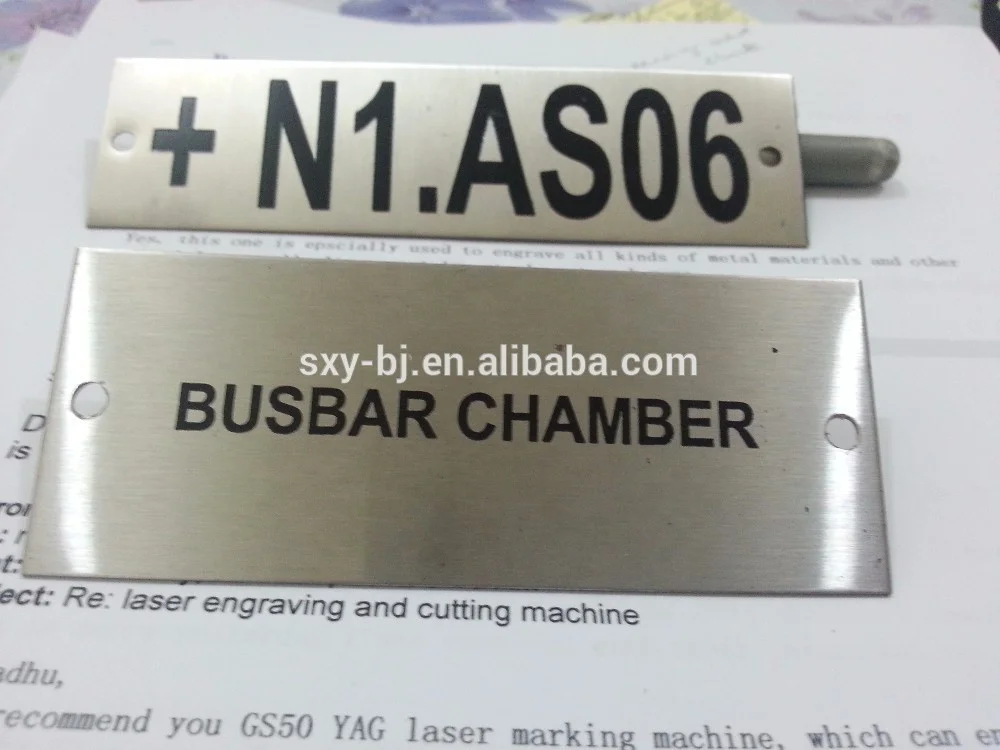 + N1.AS06
Yes, this one is epscially used to engrave all kinds of metal materials and other
sxy-bj.en.alibaba.com
BUSBAR CHAMBER
D
is
ect: Re: laser engraving and cutting machine
adhu,
recommend you GS50 YAG laser marking machine, which can en